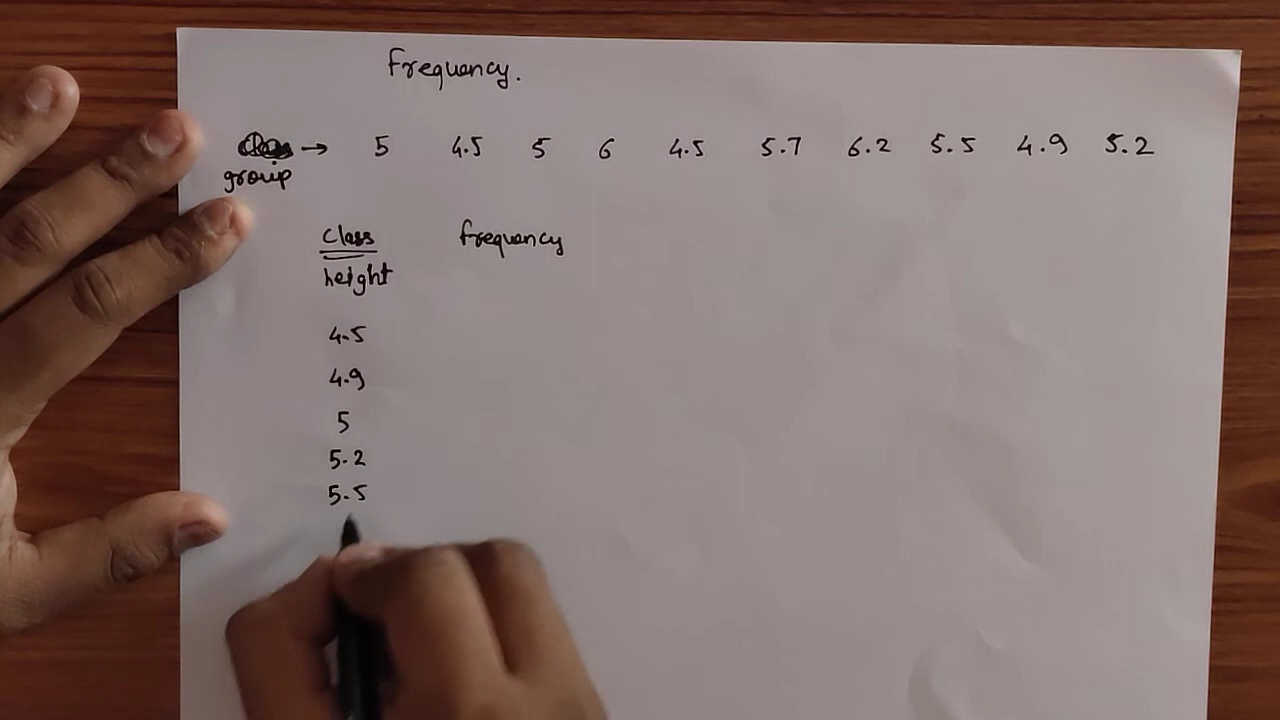 Frequency.
→ 5 4.5 5 6 4.5 5.7 6.2 5.5 4.9 5.2
group
Class frequency
height
4.5
4.9
5
5.2
5.5